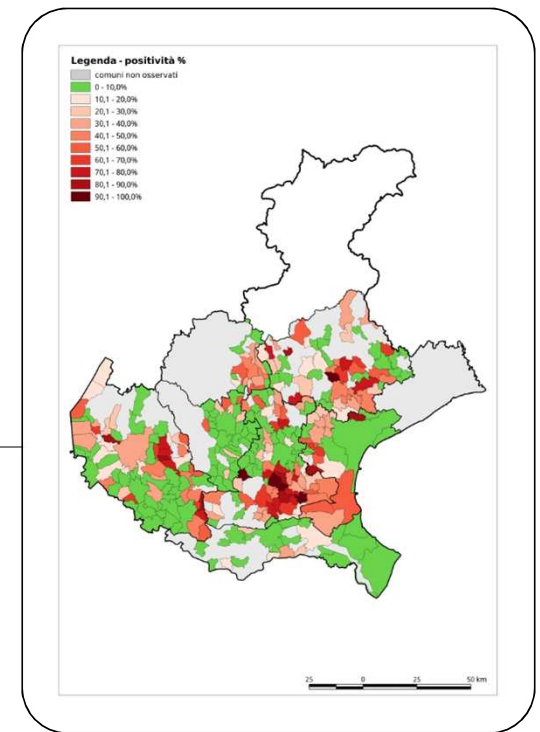 Legenda - positività %
comuni non osservati
0 - 10,0%
10,1 - 20,0%
20,1 - 30,0%
30,1 - 40,0%
40,1 - 50,0%
50,1 - 60,0%
60,1 - 70,0%
70,1 - 80,0%
80,1 - 90,0%
90,1 - 100,0%
25 0 25 50 km